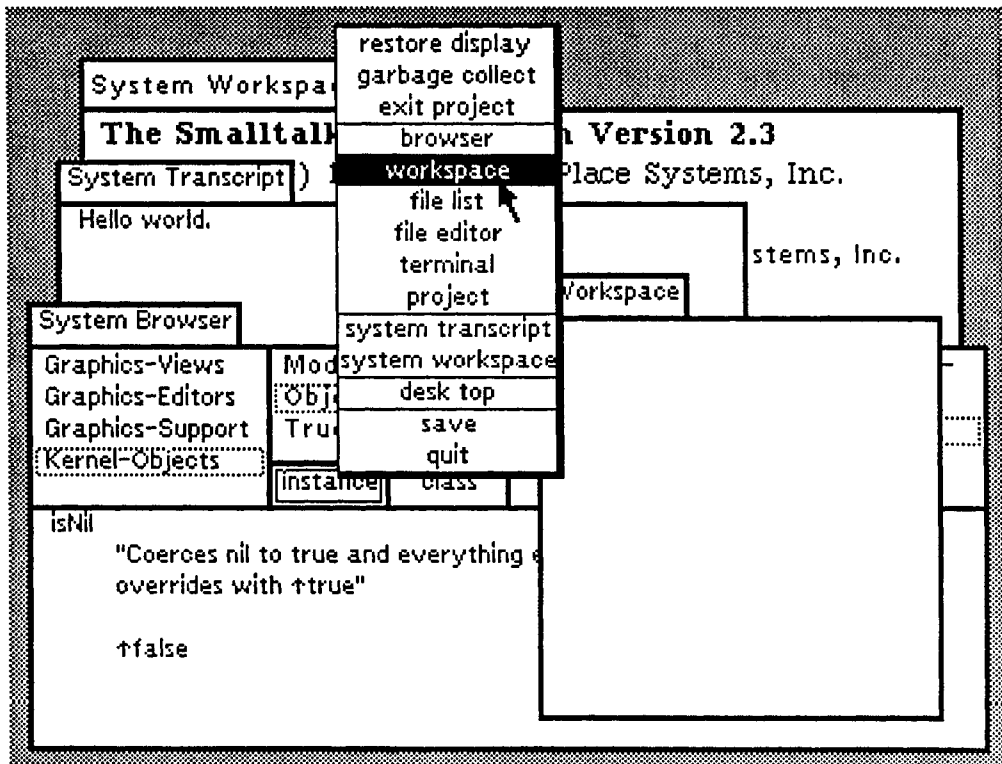 restore display
garbage collect
exit project
browser
workspace
file list
file editor
terminal
project
system transcript
system workspace
desk top
save
quit
System
The
Version 2.3
System Transcript
)
Place Systems, Inc.
Hello world.
stems, Inc.
System Browser
Graphics-Views
Graphics-Editors
Graphics-Support
Kernel-Objects
instance
class
isNil
"Coerces nil to true and everything
overrides with ↑true"
↑false